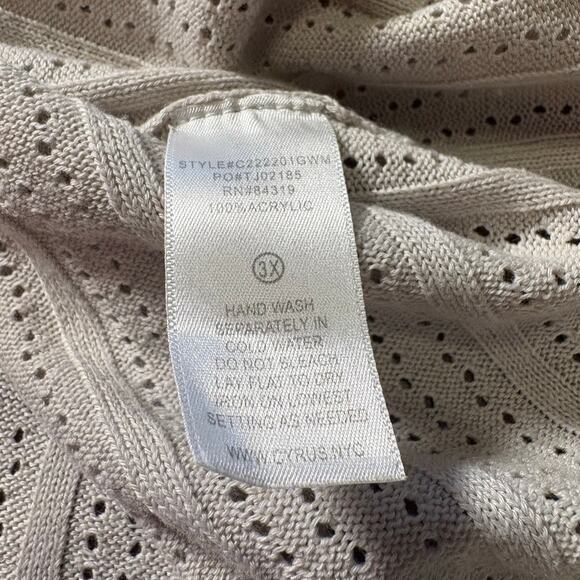 STYLE#C222201GWM
PO#TJ02185
RN#84319
100%ACRYLIC
3X
HAND WASH
SEPARATELY IN
COLD WATER
DO NOT BLEACH
LAY FLAT TO DRY
IRON ON LOWEST
SETTING AS NEEDED
WWW.CYRUS.NYC